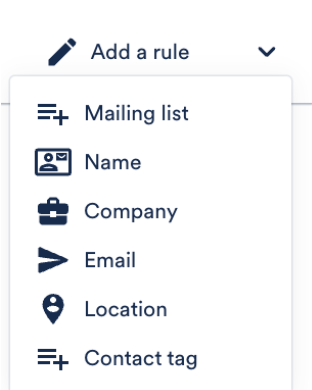 Add a rule
Mailing list
Name
Company
Email
Location
Contact tag